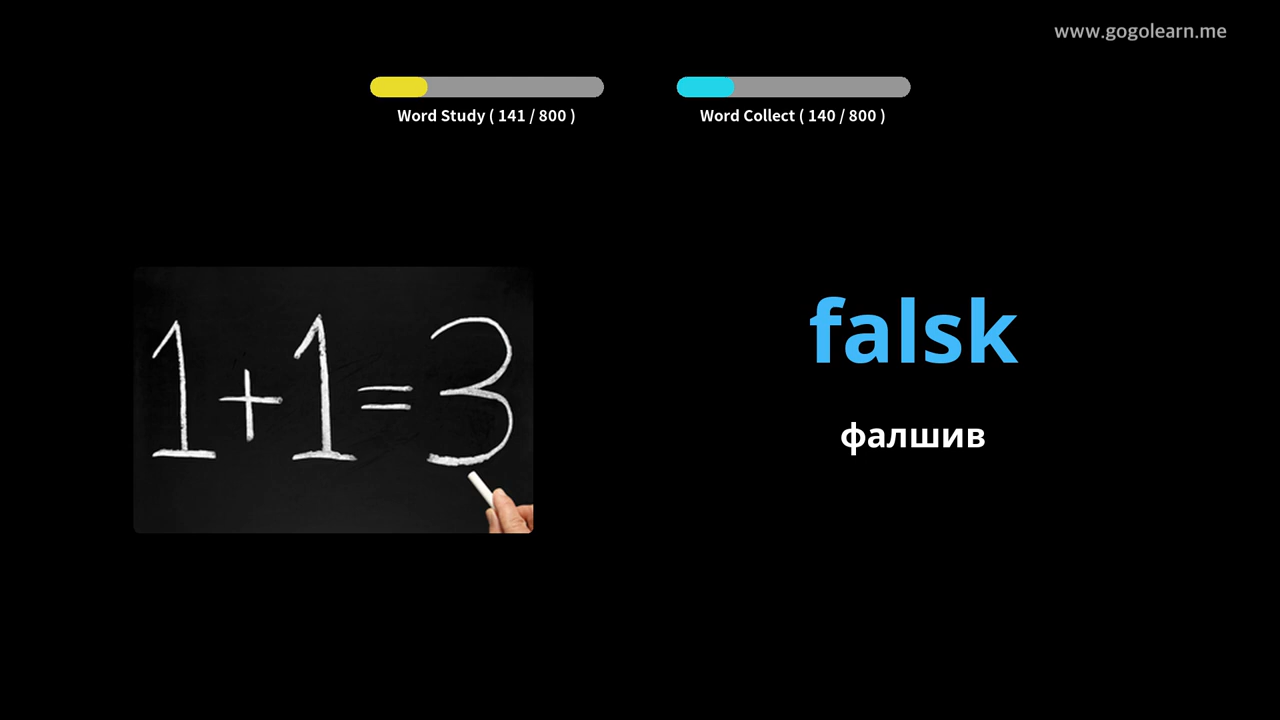 www.gogolearn.me
Word Study ( 141 / 800 )
Word Collect ( 140 / 800 )
1+1=3
falsk
фалшив